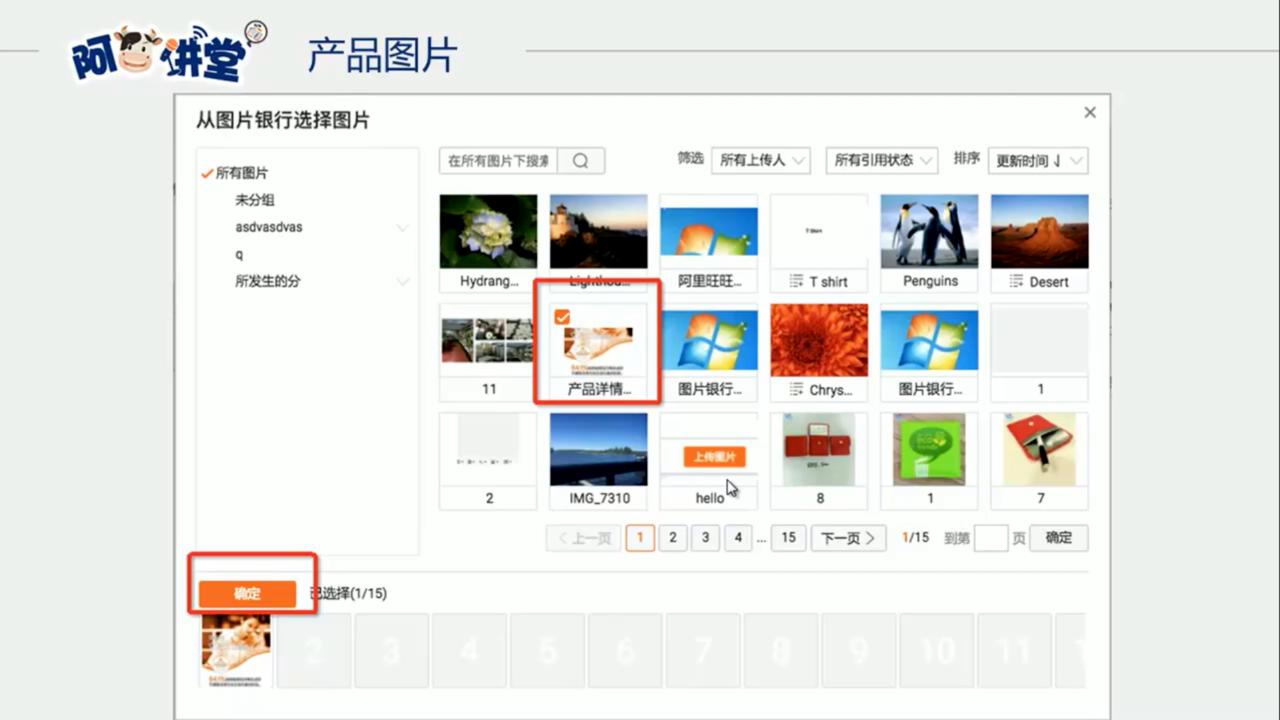 阿牛讲堂
产品图片
从图片银行选择图片
所有图片
未分组
asdvasdvas
q
所发生的分
在所有图片下搜索
筛选 所有上传人 所有引用状态 排序 更新时间
Hydrang... Lighthou... 阿里旺旺... T shirt Penguins Desert
11 产品详情... 图片银行... Chrys... 图片银行... 1
上传图片
2 IMG_7310 hello 8 1 7
上一页 1 2 3 4 ... 15 下一页 1/15 到第 页 确定
确定 已选择(1/15)
2 3 4 5 6 7 8 9 10 11 1